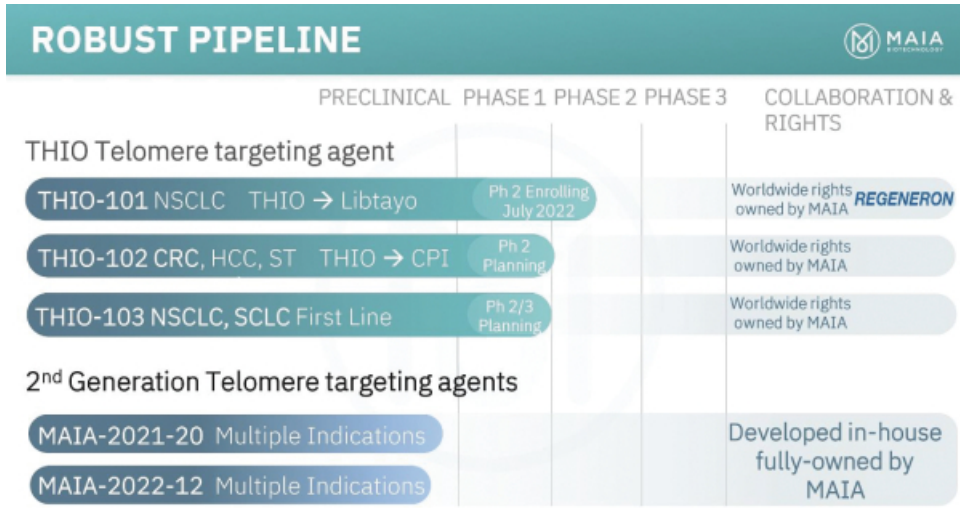 ROBUST PIPELINE
MAIA
BIOTECHNOLOGY
PRECLINICAL PHASE 1 PHASE 2 PHASE 3 COLLABORATION &
RIGHTS
THIO Telomere targeting agent
THIO-101 NSCLC THIO → Libtayo
Ph 2 Enrolling
July 2022
Worldwide rights
owned by MAIA
REGENERON
THIO-102 CRC, HCC, ST THIO → CPI
Ph 2
Planning
Worldwide rights
owned by MAIA
THIO-103 NSCLC, SCLC First Line
Ph 2/3
Planning
Worldwide rights
owned by MAIA
2nd Generation Telomere targeting agents
MAIA-2021-20 Multiple Indications
MAIA-2022-12 Multiple Indications
Developed in-house
fully-owned by
MAIA